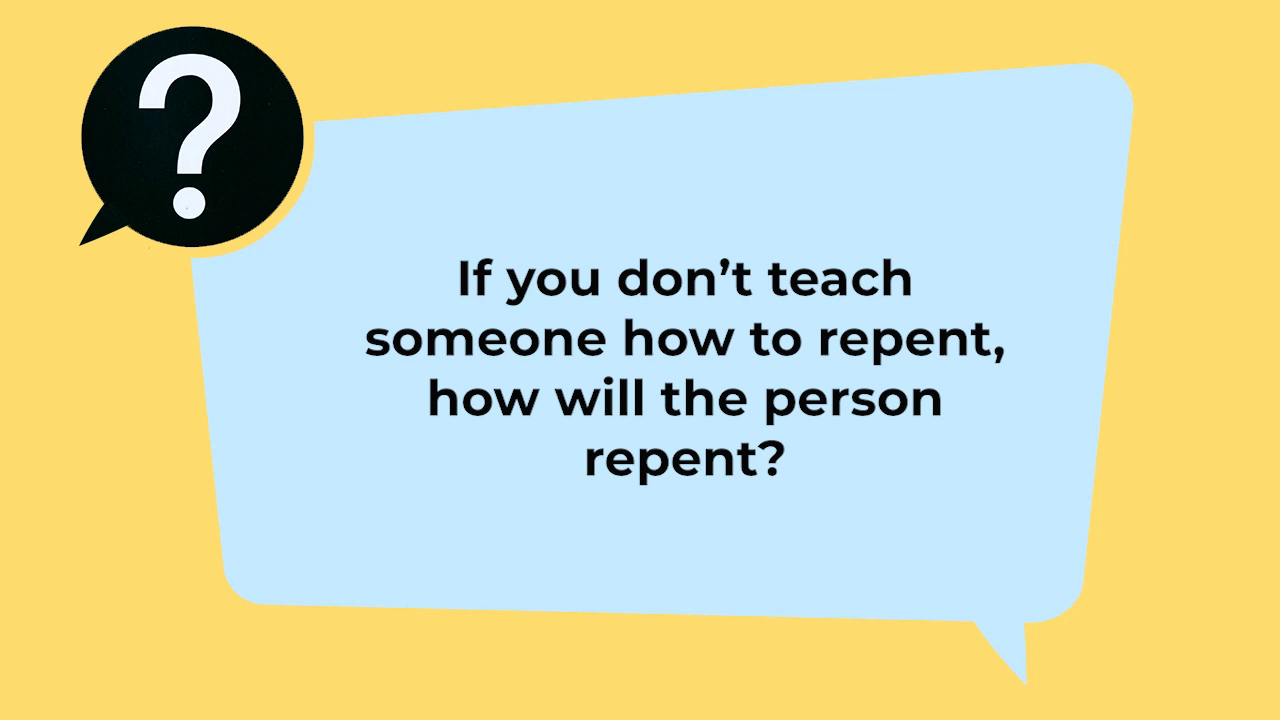 ?
If you don’t teach
someone how to repent,
how will the person
repent?